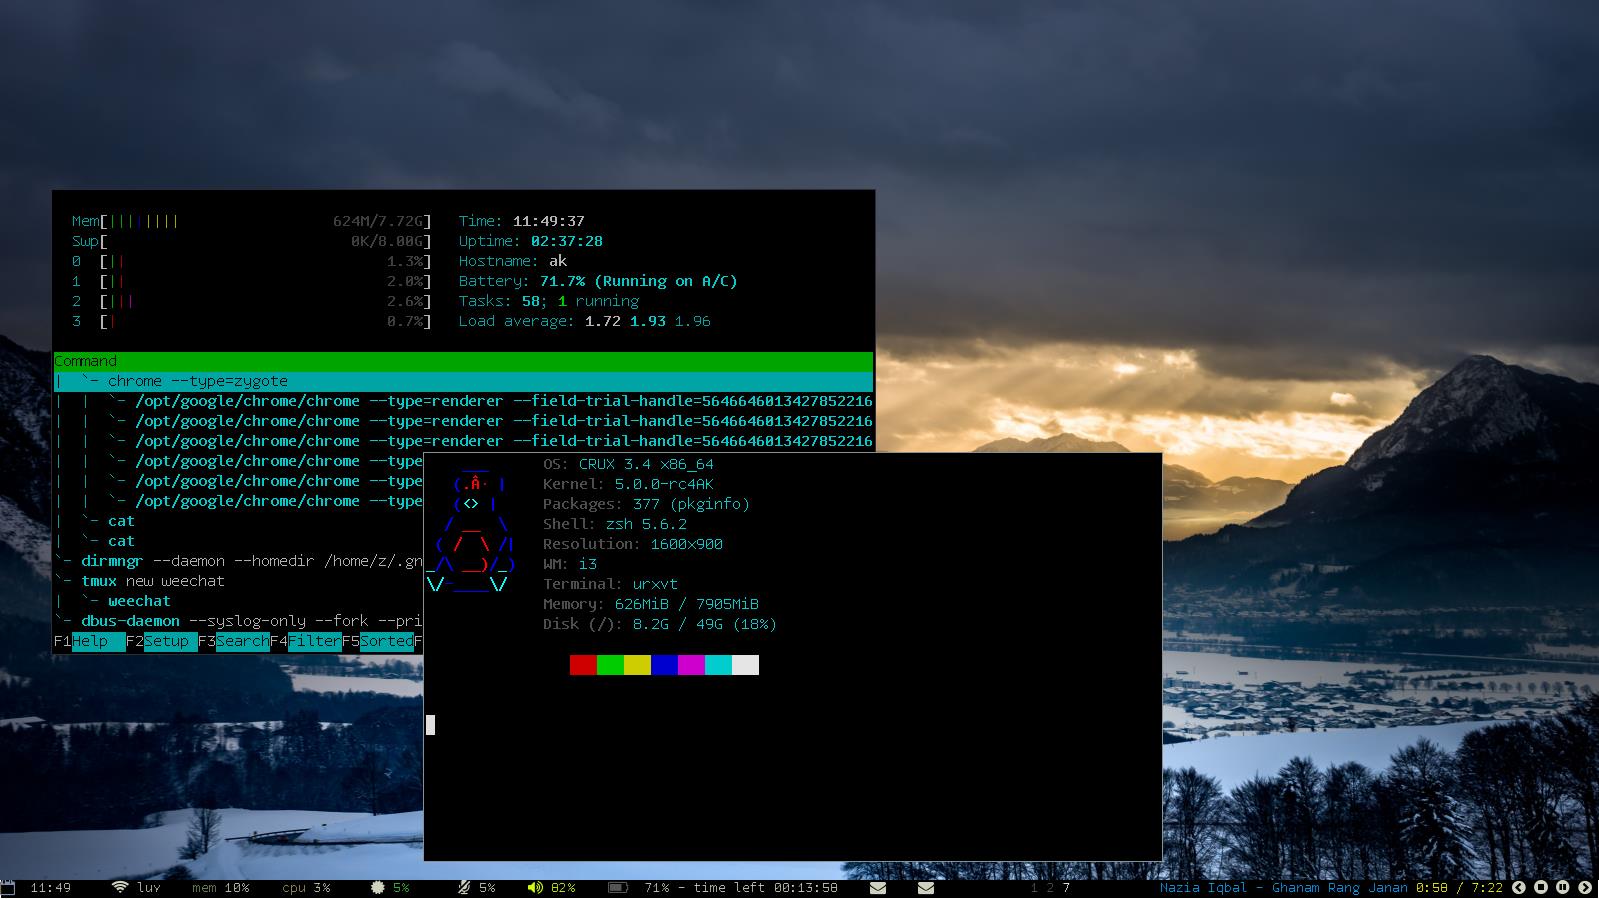 Mem[|||||||| 624M/7.72G]
Swp[ 0K/8.00G]
0 [|| 1.3%]
1 [|| 2.0%]
2 [||| 2.6%]
3 [| 0.7%]
Time: 11:49:37
Uptime: 02:37:28
Hostname: ak
Battery: 71.7% (Running on A/C)
Tasks: 58; 1 running
Load average: 1.72 1.93 1.96
Command
| `- chrome --type=zygote
| | `- /opt/google/chrome/chrome --type=renderer --field-trial-handle=5646646013427852216
| | `- /opt/google/chrome/chrome --type=renderer --field-trial-handle=5646646013427852216
| | `- /opt/google/chrome/chrome --type=renderer --field-trial-handle=5646646013427852216
| | `- /opt/google/chrome/chrome --type
| | `- /opt/google/chrome/chrome --type
| | `- /opt/google/chrome/chrome --type
| `- cat
| `- cat
`- dirmngr --daemon --homedir /home/z/.gn
`- tmux new weechat
| `- weechat
`- dbus-daemon --syslog-only --fork --pri
F1Help F2Setup F3Search F4Filter F5Sorted F
OS: CRUX 3.4 x86_64
Kernel: 5.0.0-rc4AK
Packages: 377 (pkginfo)
Shell: zsh 5.6.2
Resolution: 1600x900
WM: i3
Terminal: urxvt
Memory: 626MiB / 7905MiB
Disk (/): 8.2G / 49G (18%)
11:49 luv mem 10% cpu 3% 5% 5% 82% 71% - time left 00:13:58 1 2 7 Nazia Iqbal - Ghanam Rang Janan 0:58 / 7:22